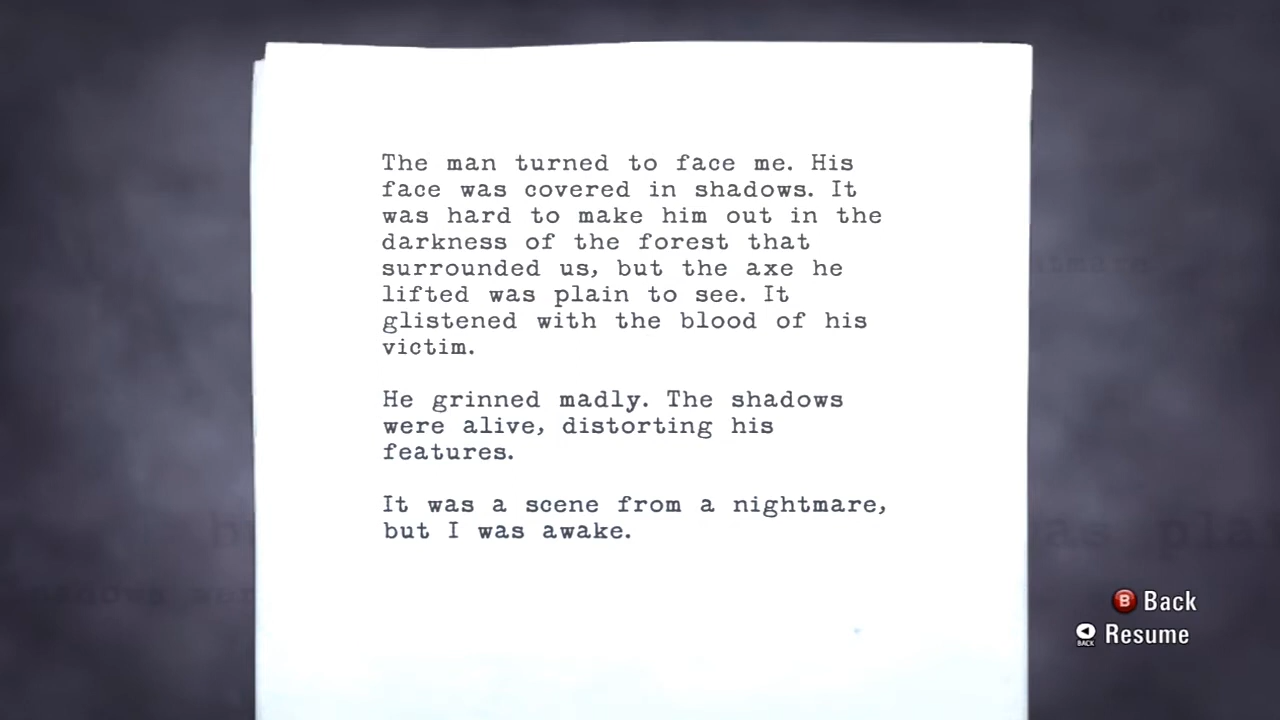 The man turned to face me. His
face was covered in shadows. It
was hard to make him out in the
darkness of the forest that
surrounded us, but the axe he
lifted was plain to see. It
glistened with the blood of his
victim.
He grinned madly. The shadows
were alive, distorting his
features.
It was a scene from a nightmare,
but I was awake.
B Back
BACK Resume